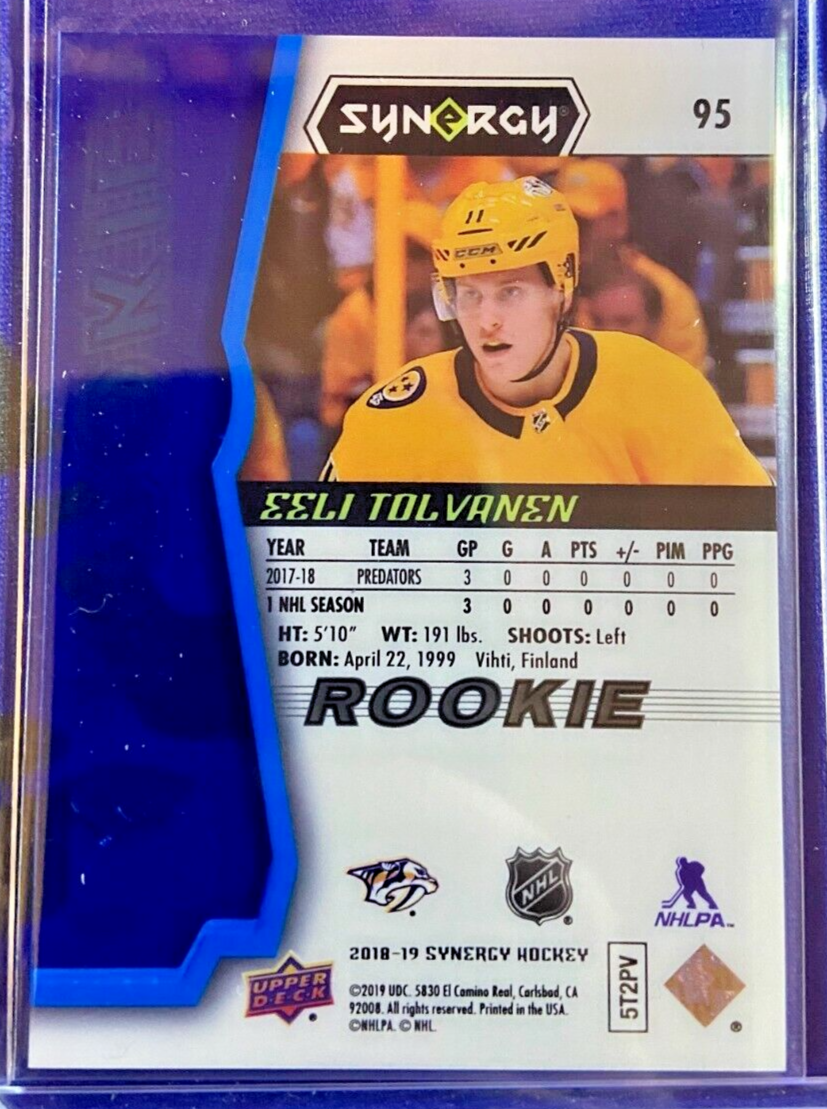 SYNERGY®
95
11
CCM
EELI TOLVANEN
YEAR TEAM GP G A PTS +/- PIM PPG
2017-18 PREDATORS 3 0 0 0 0 0 0
1 NHL SEASON 3 0 0 0 0 0 0
HT: 5'10" WT: 191 lbs. SHOOTS: Left
BORN: April 22, 1999 Vihti, Finland
ROOKIE
NHL
®
NHLPA™
2018-19 SYNERGY HOCKEY
UPPER
D·E·C·K
®
©2019 UDC. 5830 El Camino Real, Carlsbad, CA
92008. All rights reserved. Printed in the USA.
©NHLPA. © NHL.
5T2PV
®